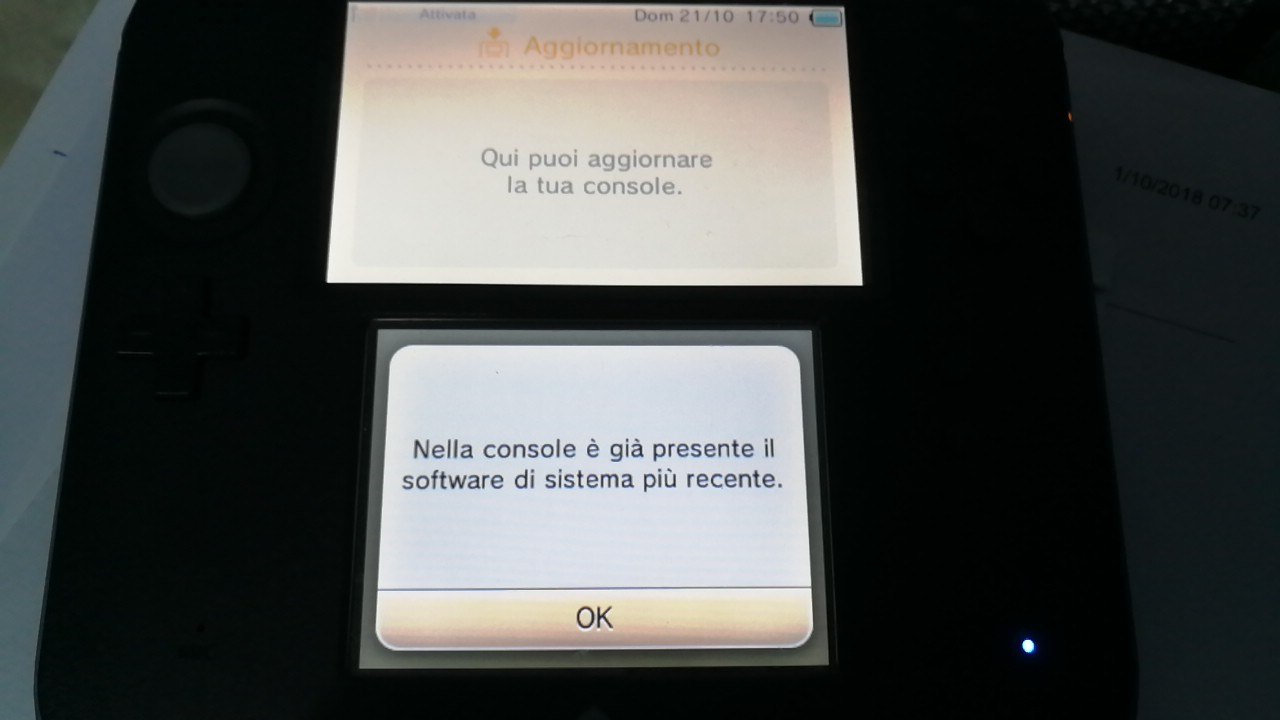 Attivata
Dom 21/10 17:50
Aggiornamento
Qui puoi aggiornare
la tua console.
1/10/2018 07:37
Nella console è già presente il
software di sistema più recente.
OK